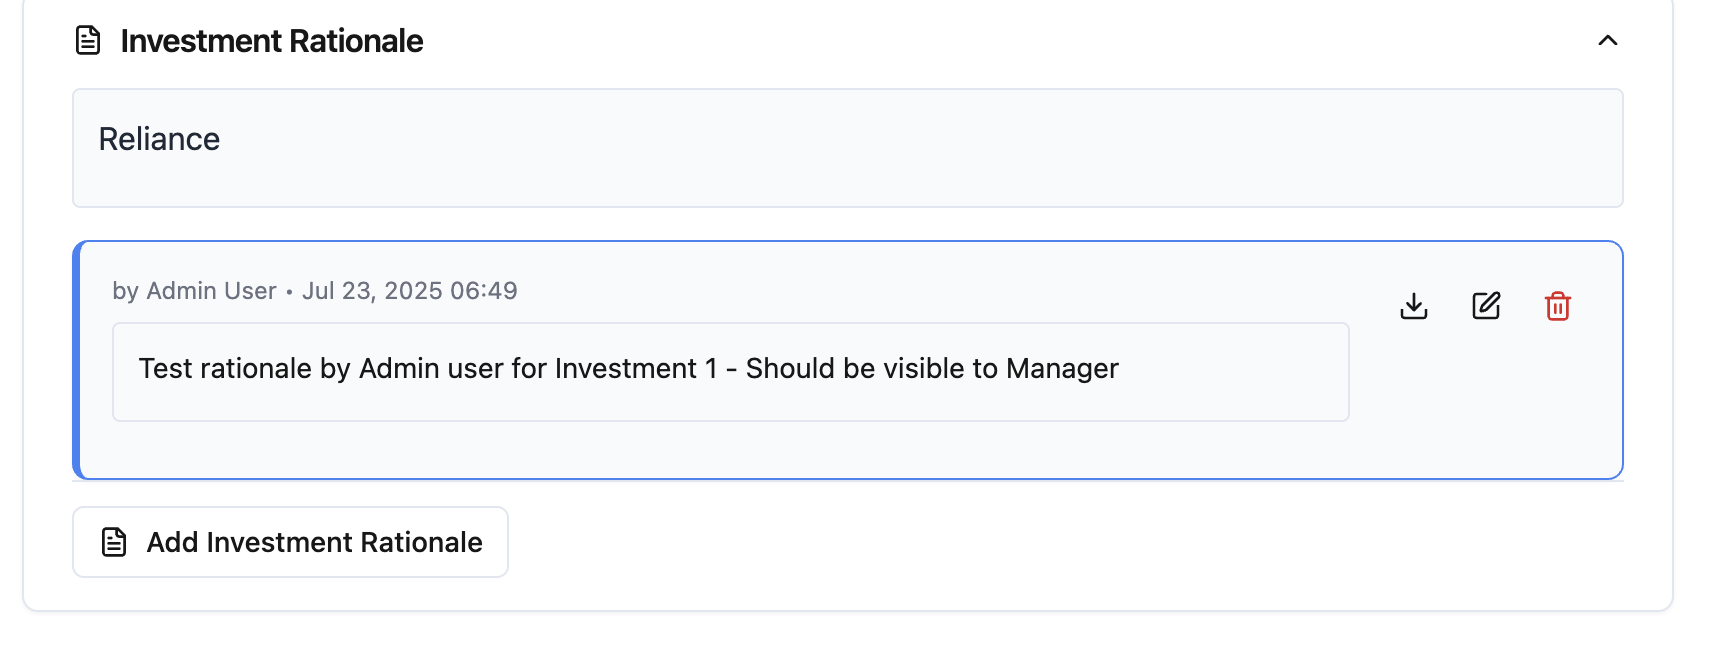 Investment Rationale
Reliance
by Admin User • Jul 23, 2025 06:49
Test rationale by Admin user for Investment 1 - Should be visible to Manager
Add Investment Rationale